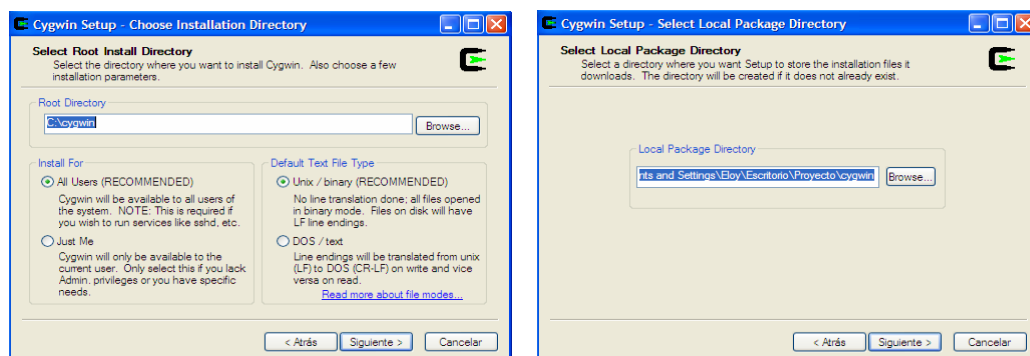 Cygwin Setup - Choose Installation Directory
Select Root Install Directory
Select the directory where you want to install Cygwin. Also choose a few
installation parameters.
Root Directory
C:\cygwin
Browse...
Install For
All Users (RECOMMENDED)
Cygwin will be available to all users of
the system. NOTE: This is required if
you wish to run services like sshd, etc.
Just Me
Cygwin will only be available to the
current user. Only select this if you lack
Admin. privileges or you have specific
needs.
Default Text File Type
Unix / binary (RECOMMENDED)
No line translation done; all files opened
in binary mode. Files on disk will have
LF line endings.
DOS / text
Line endings will be translated from unix
(LF) to DOS (CR-LF) on write and vice
versa on read.
Read more about file modes...
< Atrás
Siguiente >
Cancelar
Cygwin Setup - Select Local Package Directory
Select Local Package Directory
Select a directory where you want Setup to store the installation files it
downloads. The directory will be created if it does not already exist.
Local Package Directory
nts and Settings\Eloy\Escritorio\Proyecto\cygwin
Browse...
< Atrás
Siguiente >
Cancelar